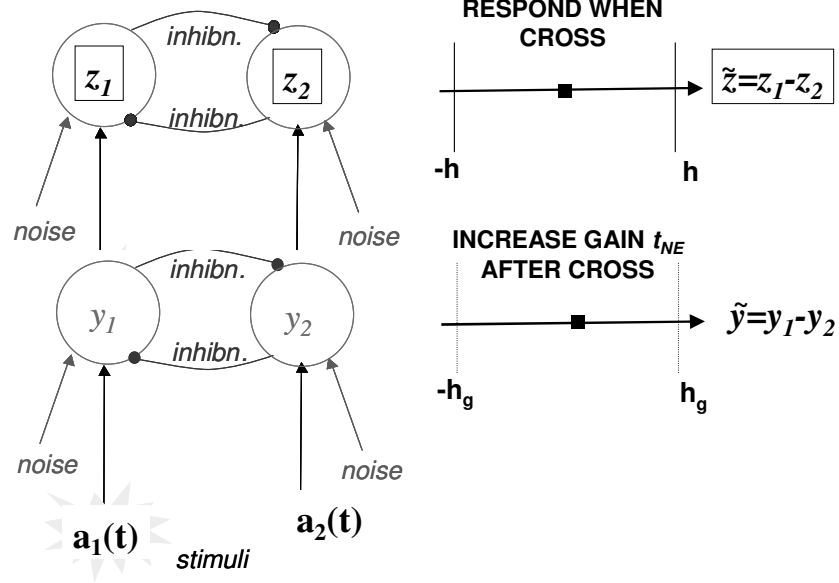 RESPOND WHEN
CROSS
inhibn.
z1
z2
z̃=z1-z2
inhibn.
-h
h
noise
noise
INCREASE GAIN tNE
AFTER CROSS
inhibn.
y1
y2
ỹ=y1-y2
inhibn.
-hg
hg
noise
noise
a1(t)
a2(t)
stimuli